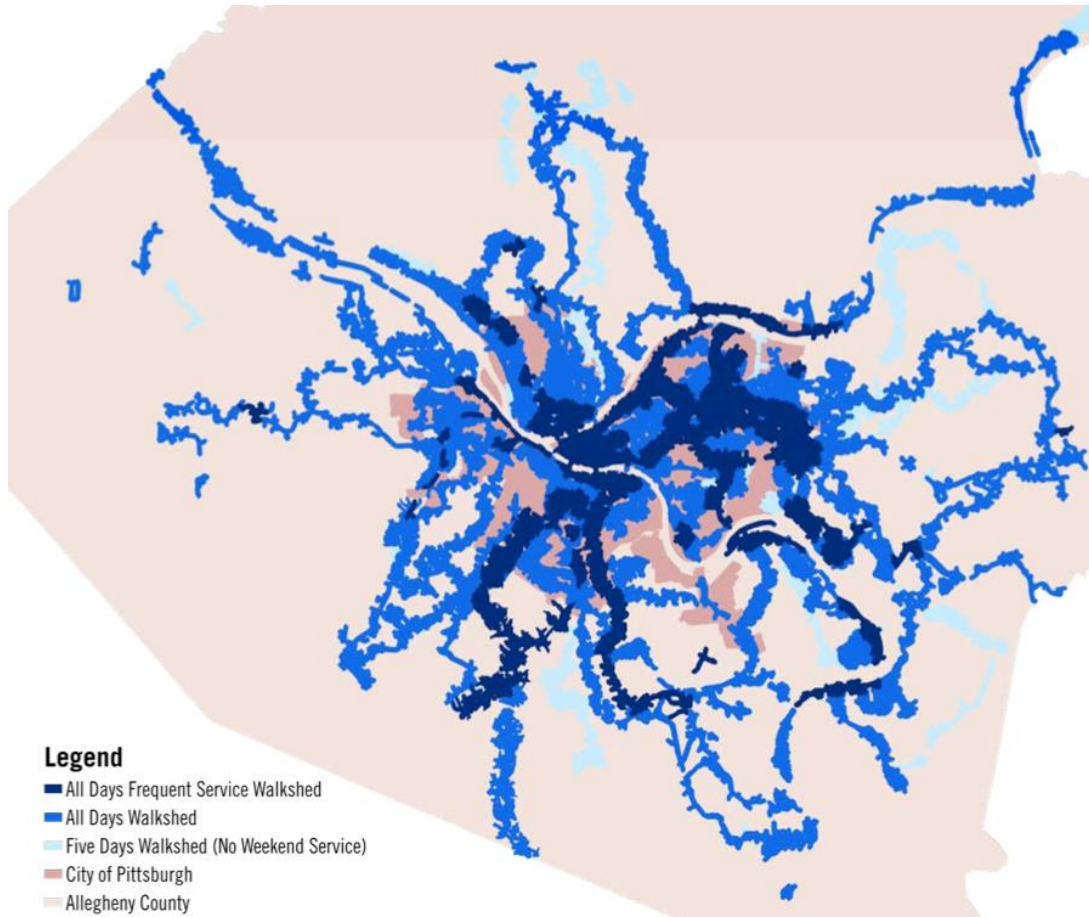 Legend
All Days Frequent Service Walkshed
All Days Walkshed
Five Days Walkshed (No Weekend Service)
City of Pittsburgh
Allegheny County